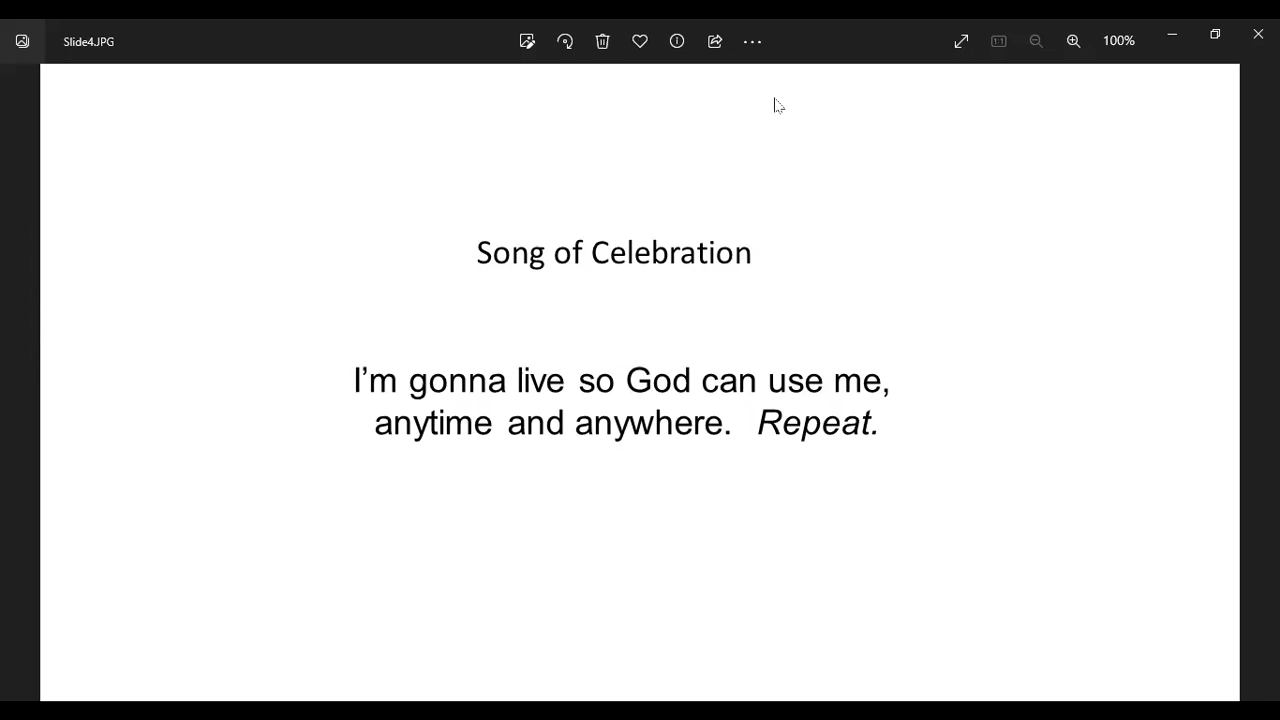 Slide4.JPG
100%
Song of Celebration
I’m gonna live so God can use me,
anytime and anywhere. Repeat.